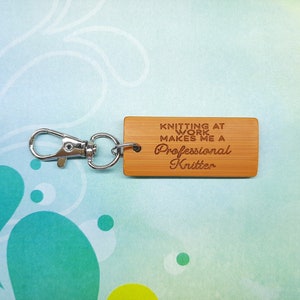 KNITTING AT
WORK
MAKES ME A
Professional
Knitter